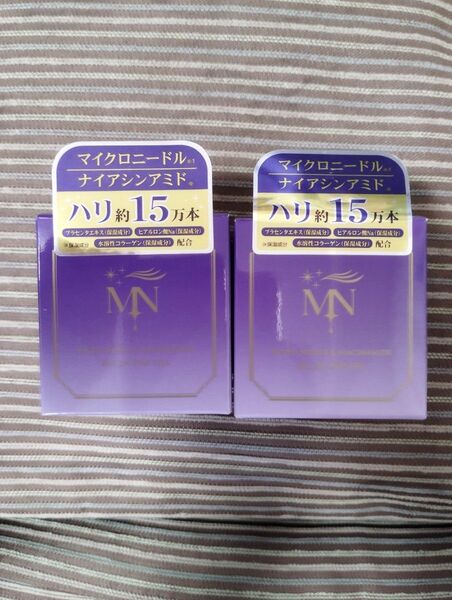 マイクロニードル※1
ナイアシンアミド※
ハリ約15万本
プラセンタエキス(保湿成分) ヒアルロン酸Na(保湿成分)
※保湿成分 水溶性コラーゲン(保湿成分) 配合
MN
マイクロニードル※1
ナイアシンアミド※
ハリ約15万本
プラセンタエキス(保湿成分) ヒアルロン酸Na(保湿成分)
※保湿成分 水溶性コラーゲン(保湿成分) 配合
MN